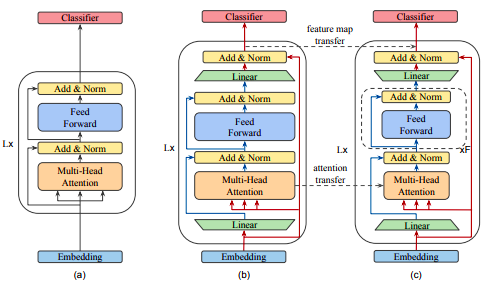 Classifier
Add & Norm
Feed
Forward
Lx
Add & Norm
Multi-Head
Attention
Embedding
(a)
Classifier
Add & Norm
Linear
Add & Norm
Feed
Forward
Lx
Add & Norm
Multi-Head
Attention
Linear
Embedding
(b)
feature map
transfer
attention
transfer
Classifier
Add & Norm
Linear
Add & Norm
Feed
Forward
Lx
xF
Add & Norm
Multi-Head
Attention
Linear
Embedding
(c)